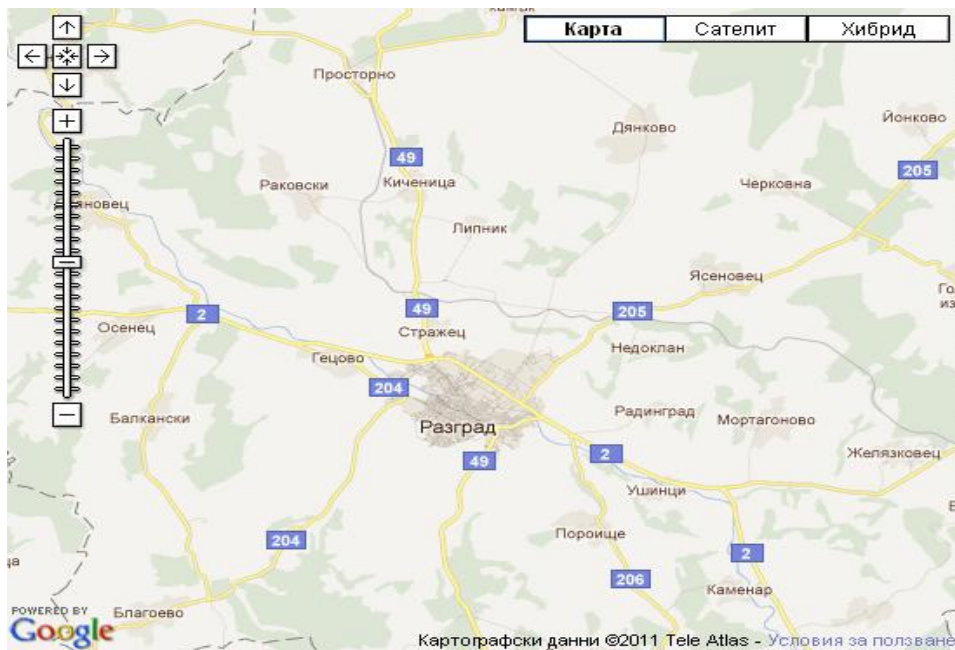 Карта
Сателит
Хибрид
Просторно
Дянково
Йонково
49
205
Раковски
Киченица
Черковна
Липник
Ясеновец
2
49
205
Осенец
Стражец
Недоклан
Гецово
204
Балкански
Разград
Радинград
Мортагоново
49
2
Желязковец
Ушинци
204
Пороище
2
206
Каменар
Благоево
POWERED BY
Google
Картографски данни ©2011 Tele Atlas - Условия за ползване